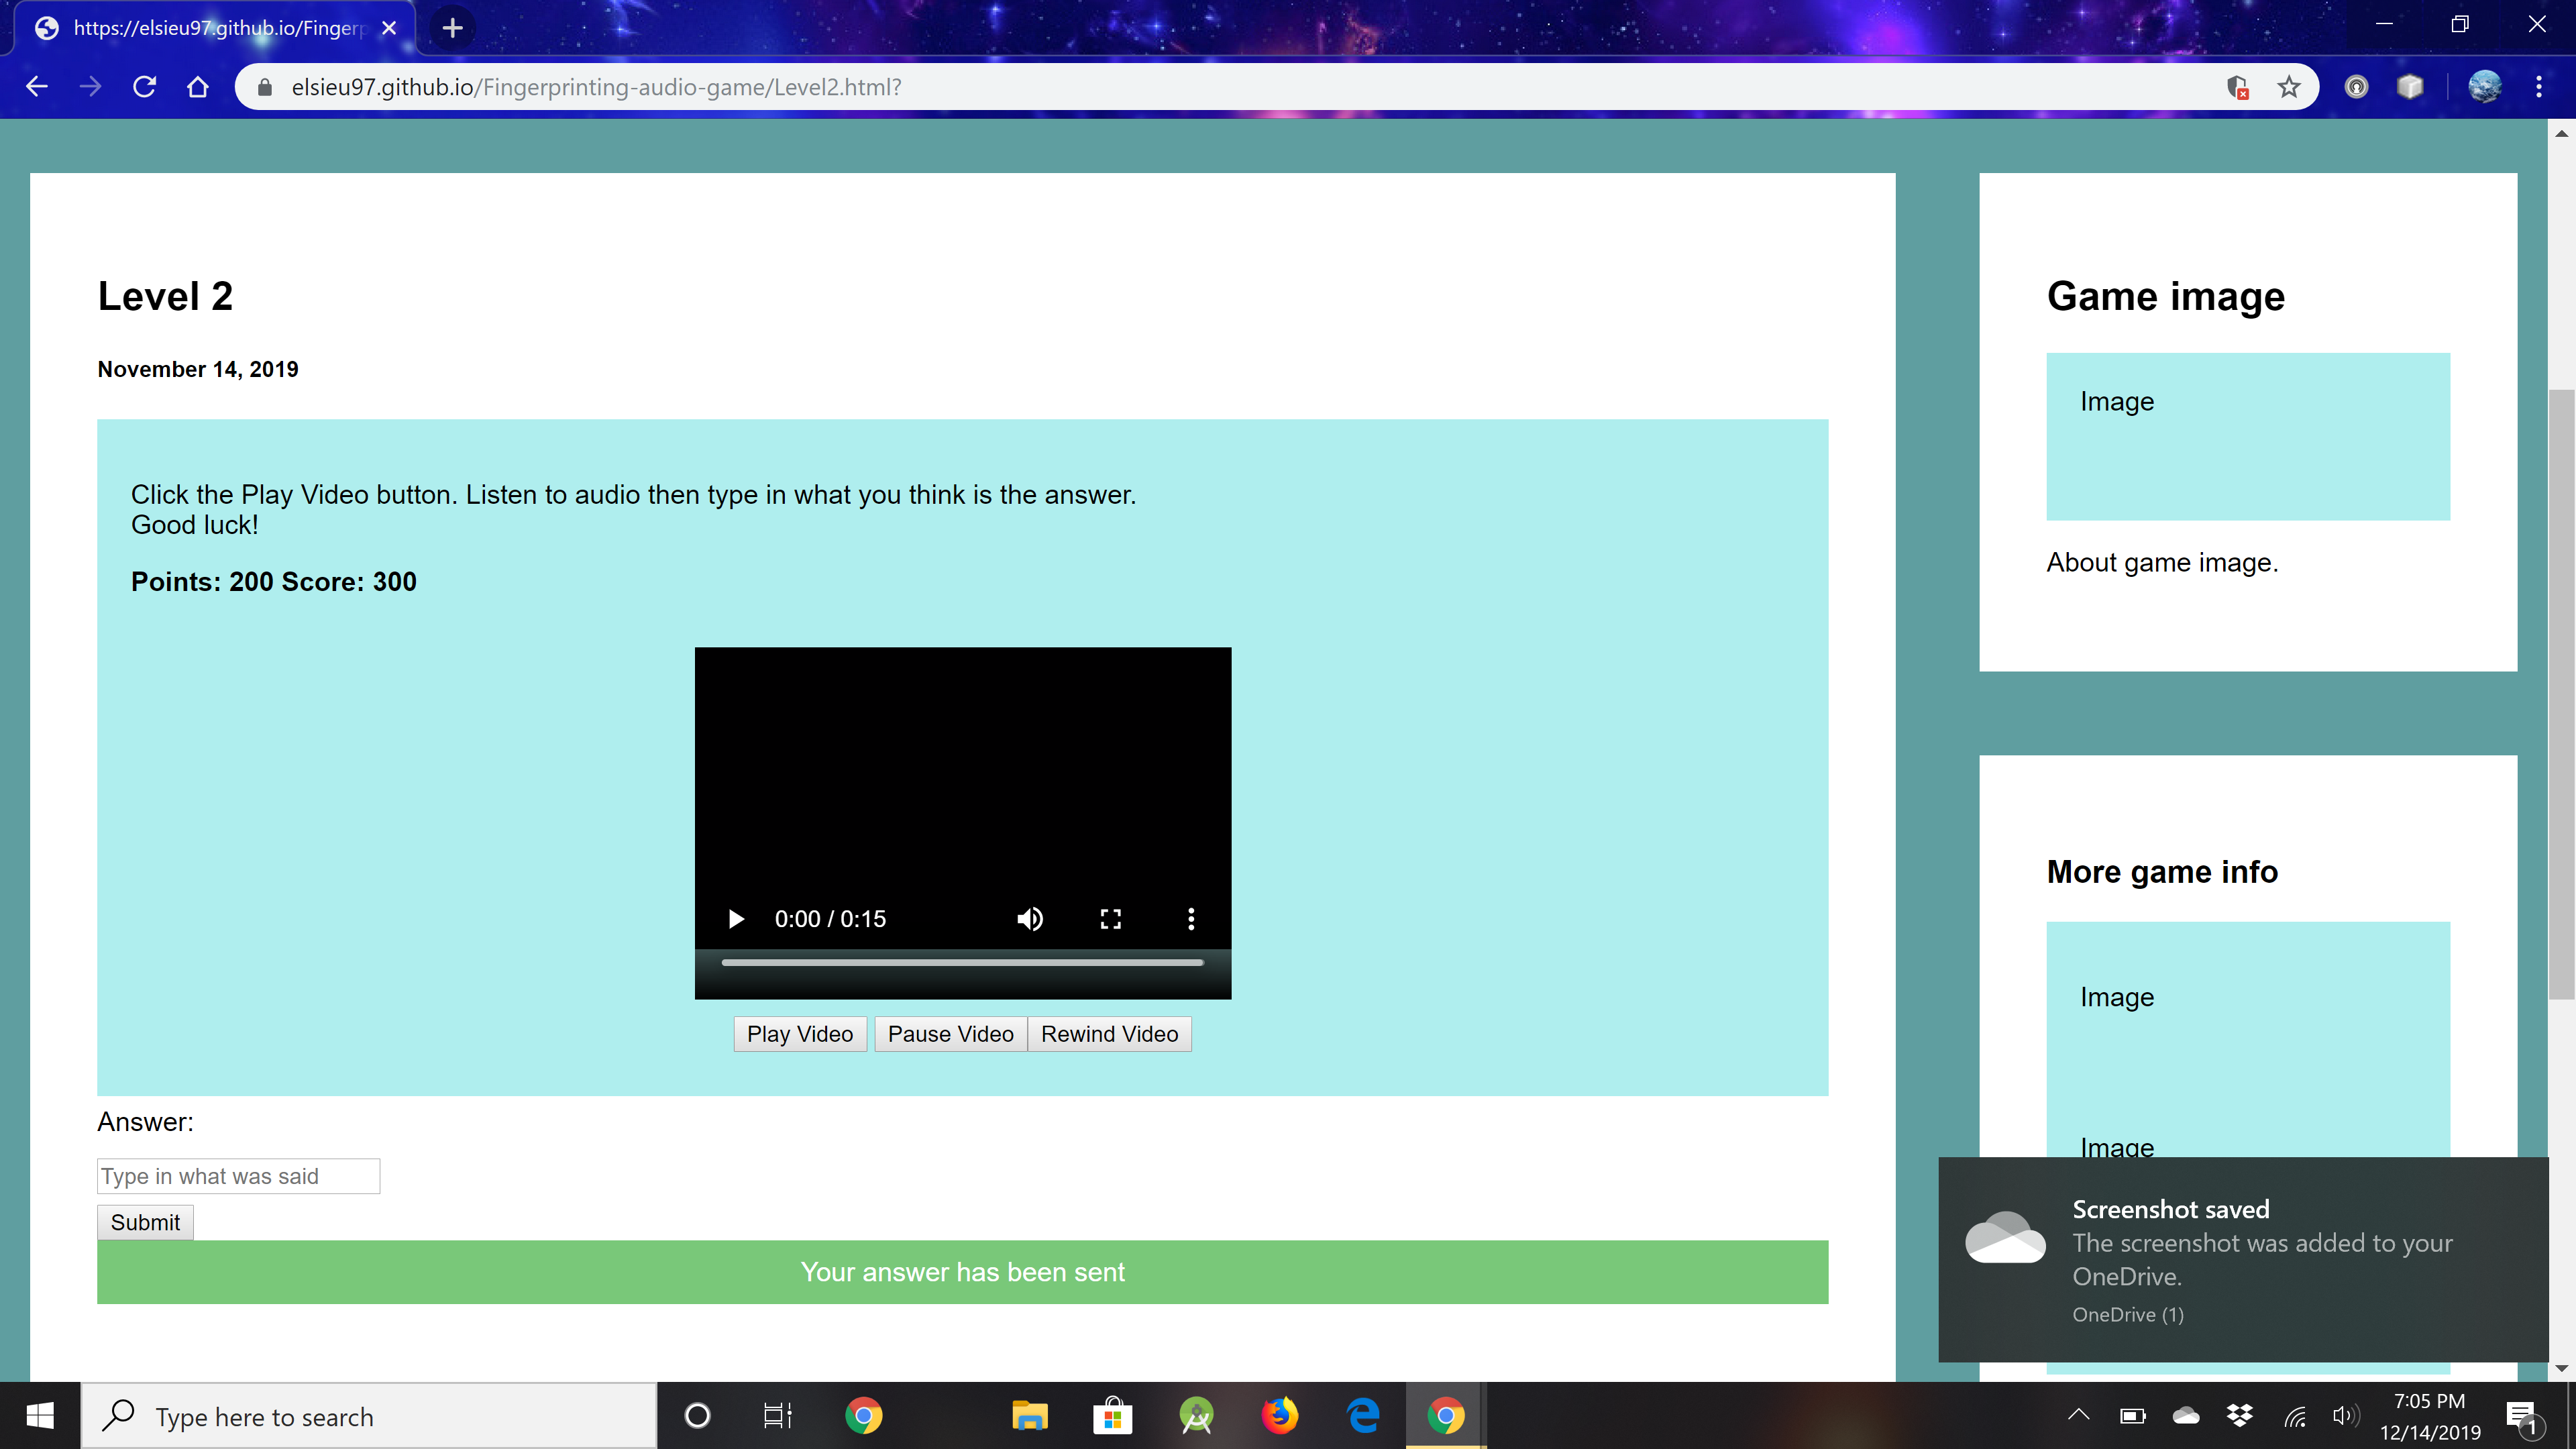 https://elsieu97.github.io/Fingerp
elsieu97.github.io/Fingerprinting-audio-game/Level2.html?
Level 2
November 14, 2019
Click the Play Video button. Listen to audio then type in what you think is the answer.
Good luck!
Points: 200 Score: 300
0:00 / 0:15
Play Video Pause Video Rewind Video
Answer:
Type in what was said
Submit
Your answer has been sent
Game image
Image
About game image.
More game info
Image
Image
Screenshot saved
The screenshot was added to your
OneDrive.
OneDrive (1)
Type here to search
7:05 PM
12/14/2019
1